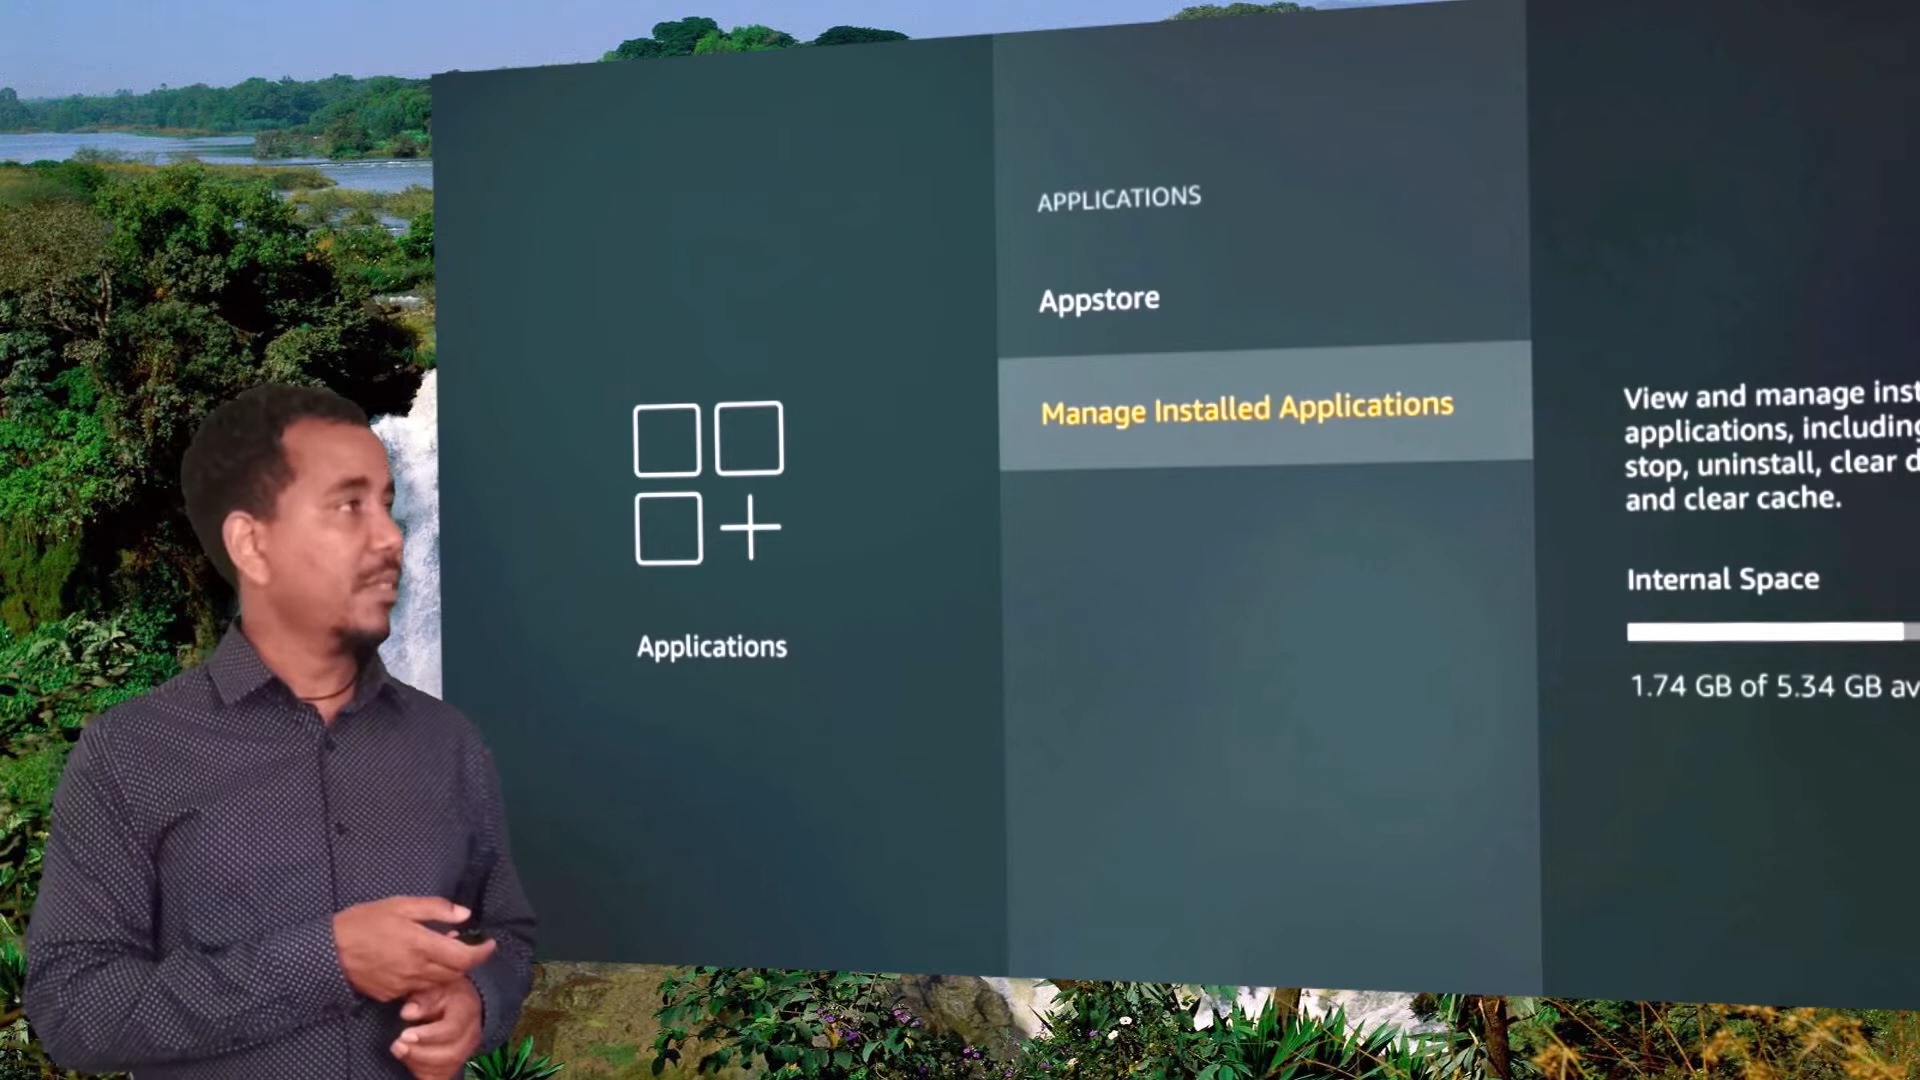 APPLICATIONS
Appstore
Manage Installed Applications
Applications
View and manage
applications,
stop, uninstall, clear
and clear cache.
Internal Space
1.74 GB of 5.34 GB